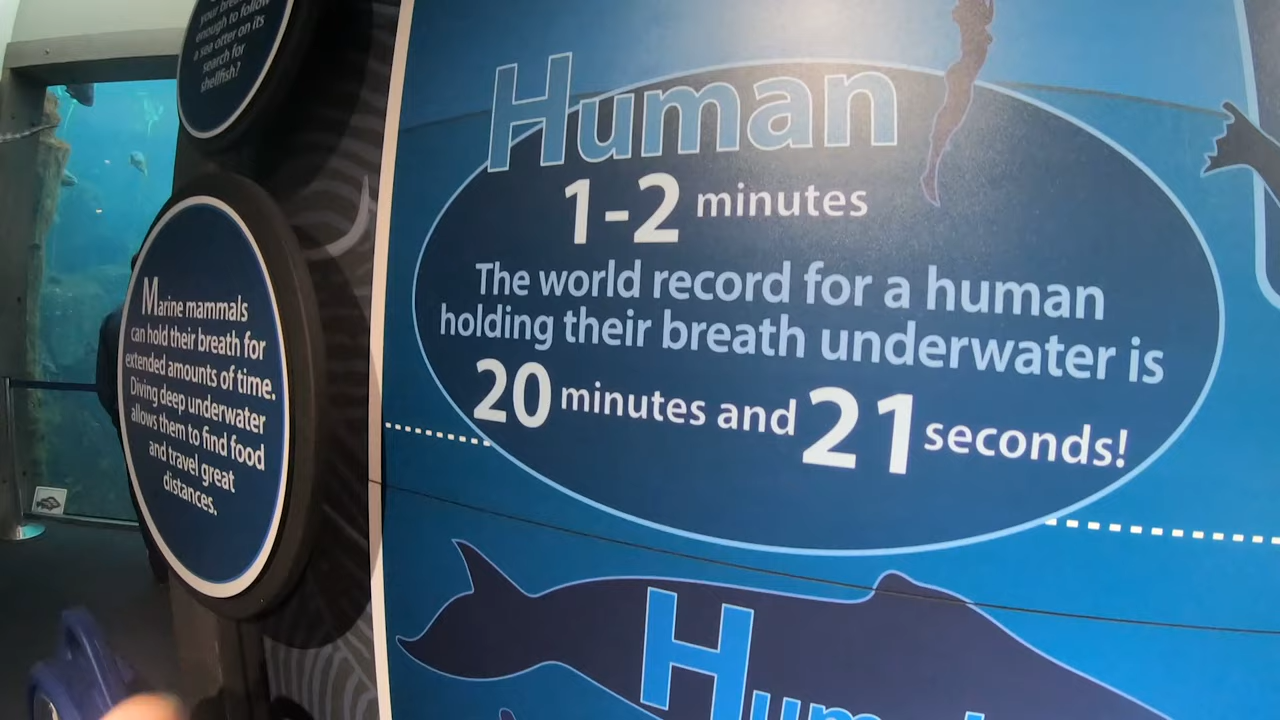 enough to follow
a sea otter on its
search for
shellfish?
Marine mammals
can hold their breath for
extended amounts of time.
Diving deep underwater
allows them to find food
and travel great
distances.
Human
1-2 minutes
The world record for a human
holding their breath underwater is
20 minutes and 21 seconds!